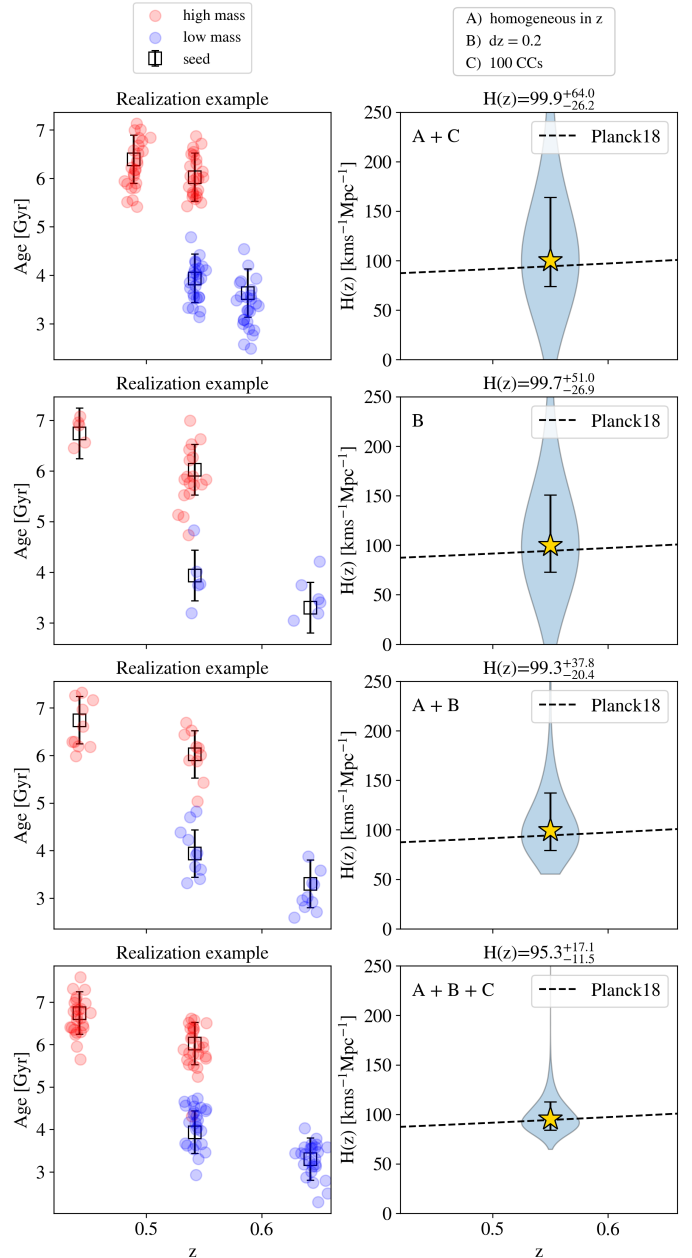 high mass
low mass
seed
A) homogeneous in z
B) dz = 0.2
C) 100 CCs
Realization example
H(z)=99.9^{+64.0}_{-26.2}
7
6
5
4
3
Age [Gyr]
250
200
150
100
50
0
H(z) [kms⁻¹Mpc⁻¹]
A + C
Planck18
Realization example
H(z)=99.7^{+51.0}_{-26.9}
7
6
5
4
3
Age [Gyr]
250
200
150
100
50
0
H(z) [kms⁻¹Mpc⁻¹]
B
Planck18
Realization example
H(z)=99.3^{+37.8}_{-20.4}
7
6
5
4
3
Age [Gyr]
250
200
150
100
50
0
H(z) [kms⁻¹Mpc⁻¹]
A + B
Planck18
Realization example
H(z)=95.3^{+17.1}_{-11.5}
7
6
5
4
3
Age [Gyr]
0.5 0.6
z
250
200
150
100
50
0
H(z) [kms⁻¹Mpc⁻¹]
A + B + C
Planck18
0.5 0.6
z